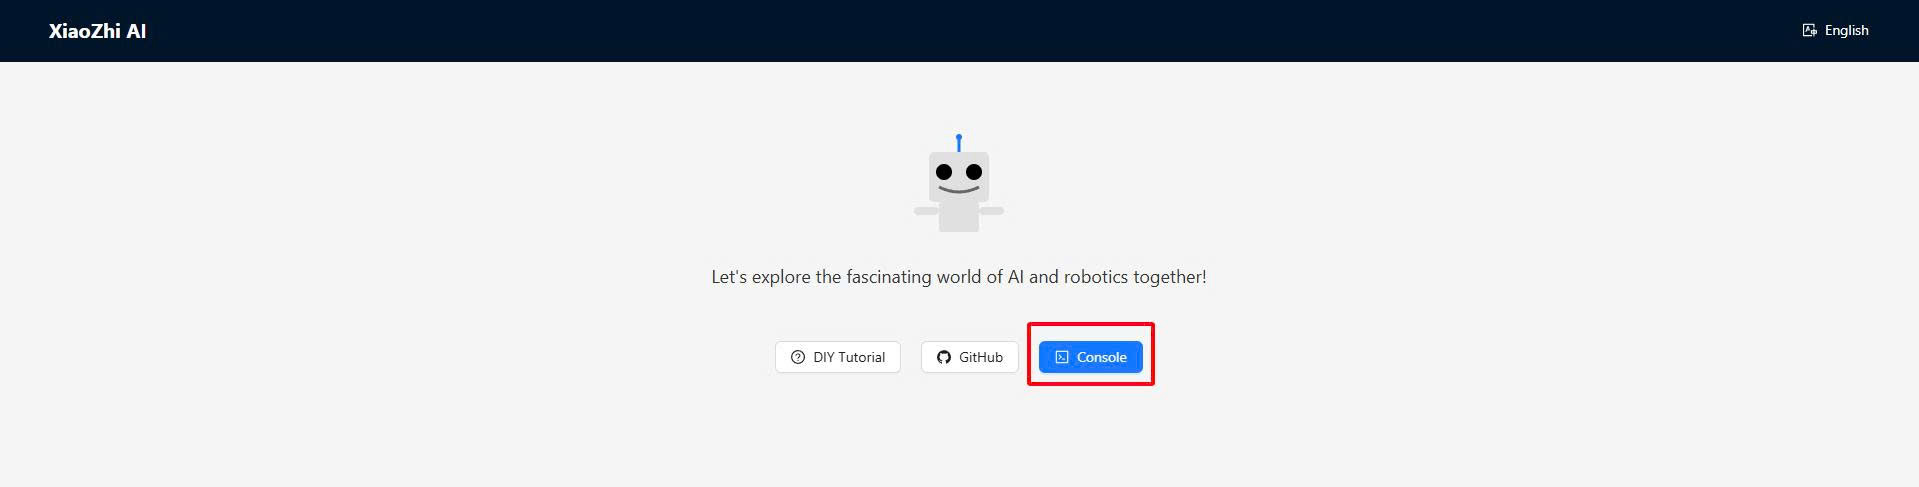 XiaoZhi AI
English
Let's explore the fascinating world of AI and robotics together!
DIY Tutorial
GitHub
Console